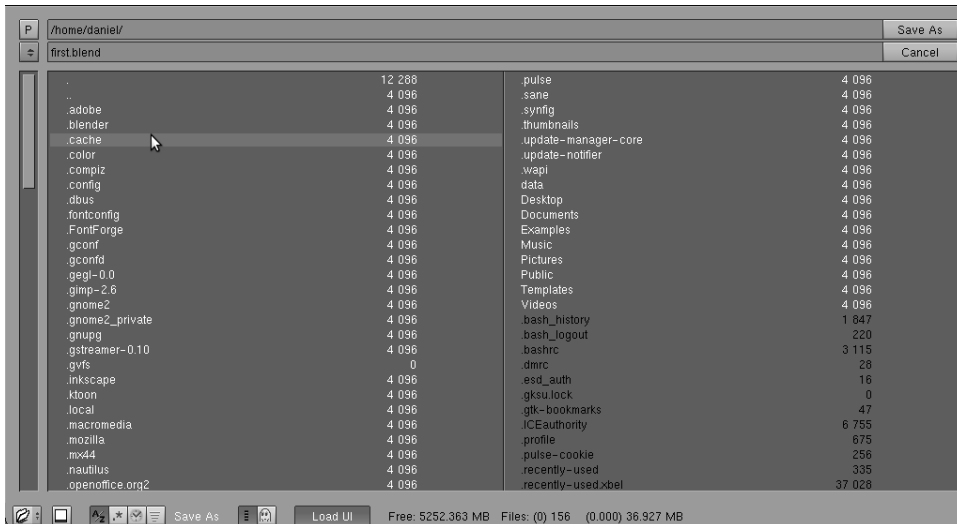 P /home/daniel/ Save As
first.blend Cancel
. 12 288
.. 4 096
.adobe 4 096
.blender 4 096
.cache 4 096
.color 4 096
.compiz 4 096
.config 4 096
.dbus 4 096
.fontconfig 4 096
.FontForge 4 096
.gconf 4 096
.gconfd 4 096
.gegl-0.0 4 096
.gimp-2.6 4 096
.gnome2 4 096
.gnome2_private 4 096
.gnupg 4 096
.gstreamer-0.10 4 096
.gvfs 0
.inkscape 4 096
.ktoon 4 096
.local 4 096
.macromedia 4 096
.mozilla 4 096
.mx44 4 096
.nautilus 4 096
.openoffice.org2 4 096
.pulse 4 096
.sane 4 096
.synfig 4 096
.thumbnails 4 096
.update-manager-core 4 096
.update-notifier 4 096
.wapi 4 096
data 4 096
Desktop 4 096
Documents 4 096
Examples 4 096
Music 4 096
Pictures 4 096
Public 4 096
Templates 4 096
Videos 4 096
.bash_history 1 847
.bash_logout 220
.bashrc 3 115
.dmrc 28
.esd_auth 16
.gksu.lock 0
.gtk-bookmarks 47
.ICEauthority 6 755
.profile 675
.pulse-cookie 256
.recently-used 335
.recently-used.xbel 37 028
Save As Load UI Free: 5252.363 MB Files: (0) 156 (0.000) 36.927 MB